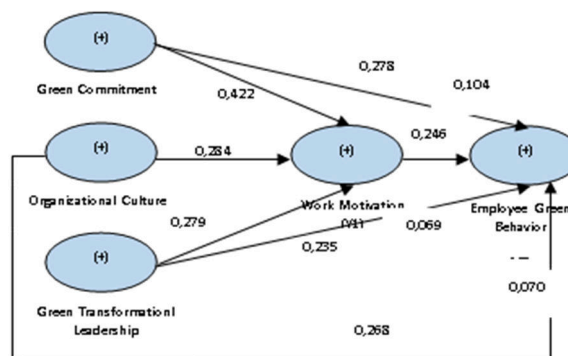 (+)
Green Commitment
0,278
0,104
0,422
(+)
Organizational Culture
0,284
(+)
Work Motivation
(Y1)
0,246
(+)
Employee Green
Behavior
0,279
0,235
0,069
(+)
Green Transformational
Leadership
0,070
0,268